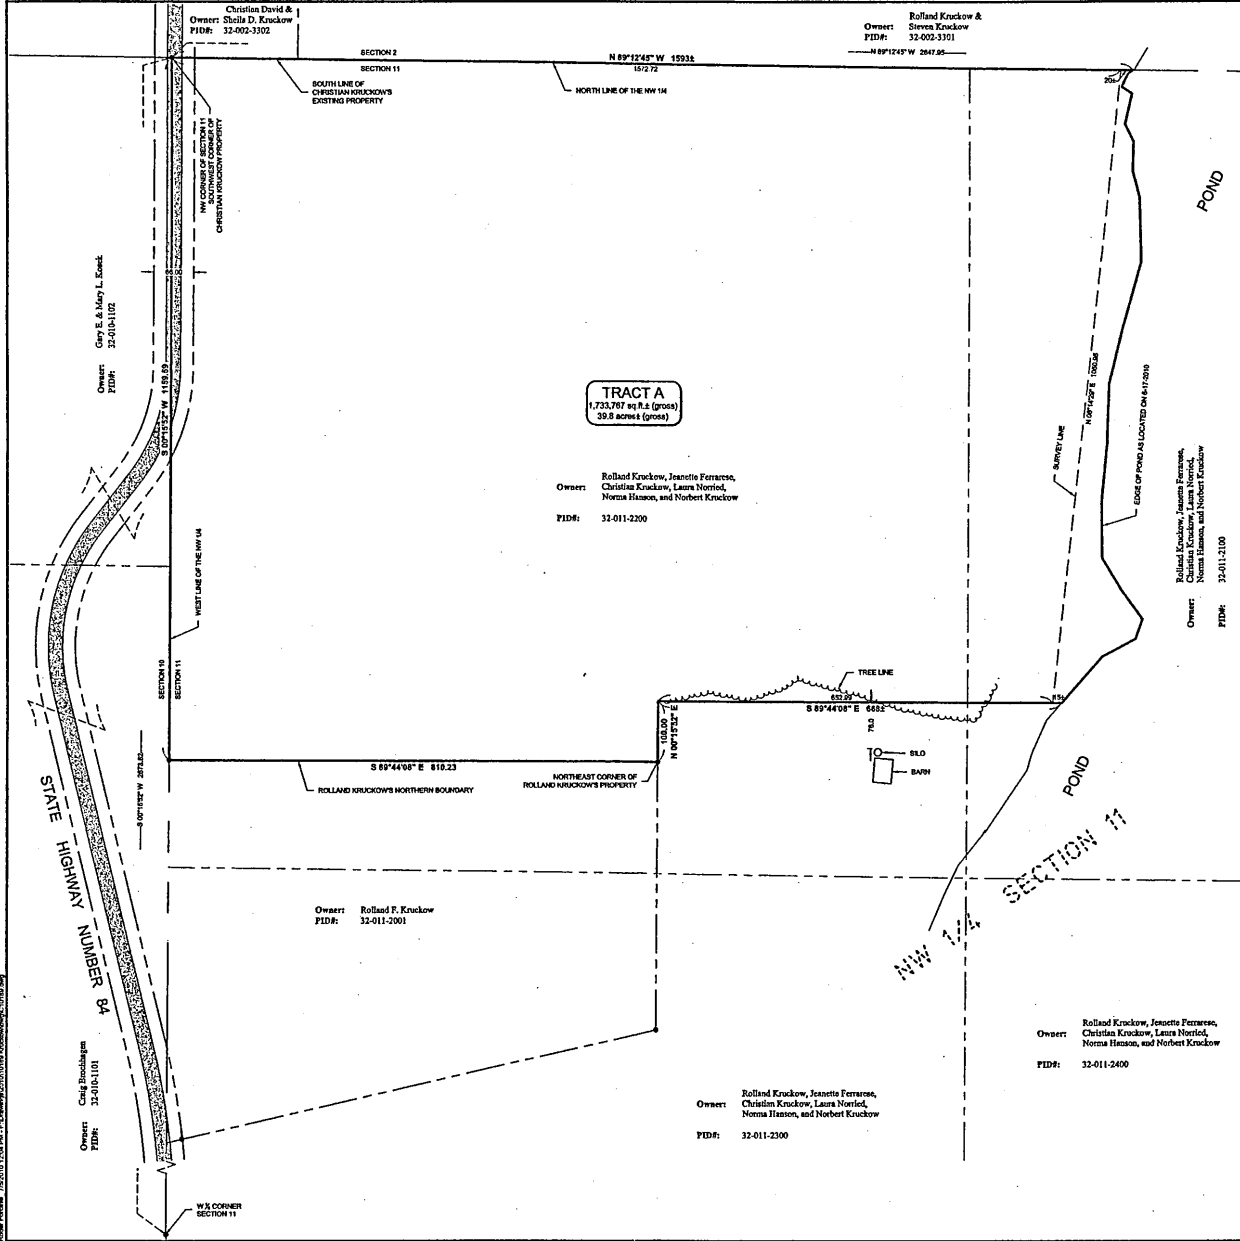 Christian David &
Owner: Sheila D. Kruckow
PID#: 32-002-3302
Rolland Kruckow &
Owner: Steven Kruckow
PID#: 32-002-3301
SECTION 2
SECTION 11
N 89°12'45" W 1593±
1572.72
N 89°12'45" W 2647.95
SOUTH LINE OF
CHRISTIAN KRUCKOW'S
EXISTING PROPERTY
NORTH LINE OF THE NW 1/4
20±
NW CORNER OF SECTION 11
SOUTHWEST CORNER OF
CHRISTIAN KRUCKOW PROPERTY
POND
Owner: Gary E. & Mary L. Kosek
PID#: 32-010-1102
S 00°15'52" W 1159.69
TRACT A
1,733,767 sq.ft.± (gross)
39.8 acres± (gross)
N 06°14'29" E 1060.96
SURVEY LINE
EDGE OF POND AS LOCATED ON 6-17-2010
Owner: Rolland Kruckow, Jeanette Ferrarese,
Christian Kruckow, Laura Norried,
Norma Hanson, and Norbert Kruckow
PID#: 32-011-2200
Owner: Rolland Kruckow, Jeanette Ferrarese,
Christian Kruckow, Laura Norried,
Norma Hanson, and Norbert Kruckow
PID#: 32-011-2100
WEST LINE OF THE NW 1/4
SECTION 10
SECTION 11
TREE LINE
652.99
S 89°44'08" E 668±
15±
100.00
N 00°15'52" E
76.0
SILO
BARN
S 89°44'08" E 810.23
ROLLAND KRUCKOW'S NORTHERN BOUNDARY
NORTHEAST CORNER OF
ROLLAND KRUCKOW'S PROPERTY
POND
STATE HIGHWAY NUMBER 84
NW 1/4 SECTION 11
Owner: Rolland F. Kruckow
PID#: 32-011-2001
Owner: Craig Brochhagen
PID#: 32-010-1101
Owner: Rolland Kruckow, Jeanette Ferrarese,
Christian Kruckow, Laura Norried,
Norma Hanson, and Norbert Kruckow
PID#: 32-011-2400
Owner: Rolland Kruckow, Jeanette Ferrarese,
Christian Kruckow, Laura Norried,
Norma Hanson, and Norbert Kruckow
PID#: 32-011-2300
W ¼ CORNER
SECTION 11